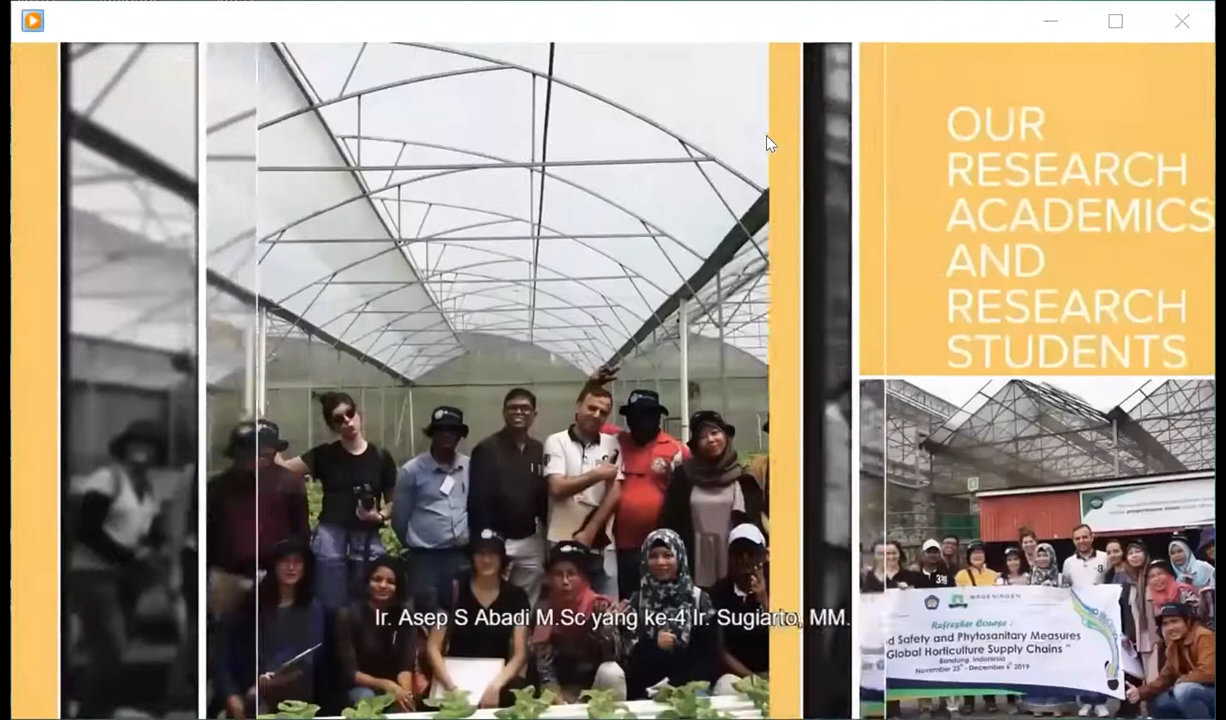 OUR
RESEARCH
ACADEMICS
AND
RESEARCH
STUDENTS
Ir. Asep S Abadi M.Sc yang ke-4 Ir. Sugiarto, MM.
WAGENINGEN
Refresher Course :
d Safety and Phytosanitary Measures
Global Horticulture Supply Chains "
Bandung, Indonesia
November 25th - December 6th 2019